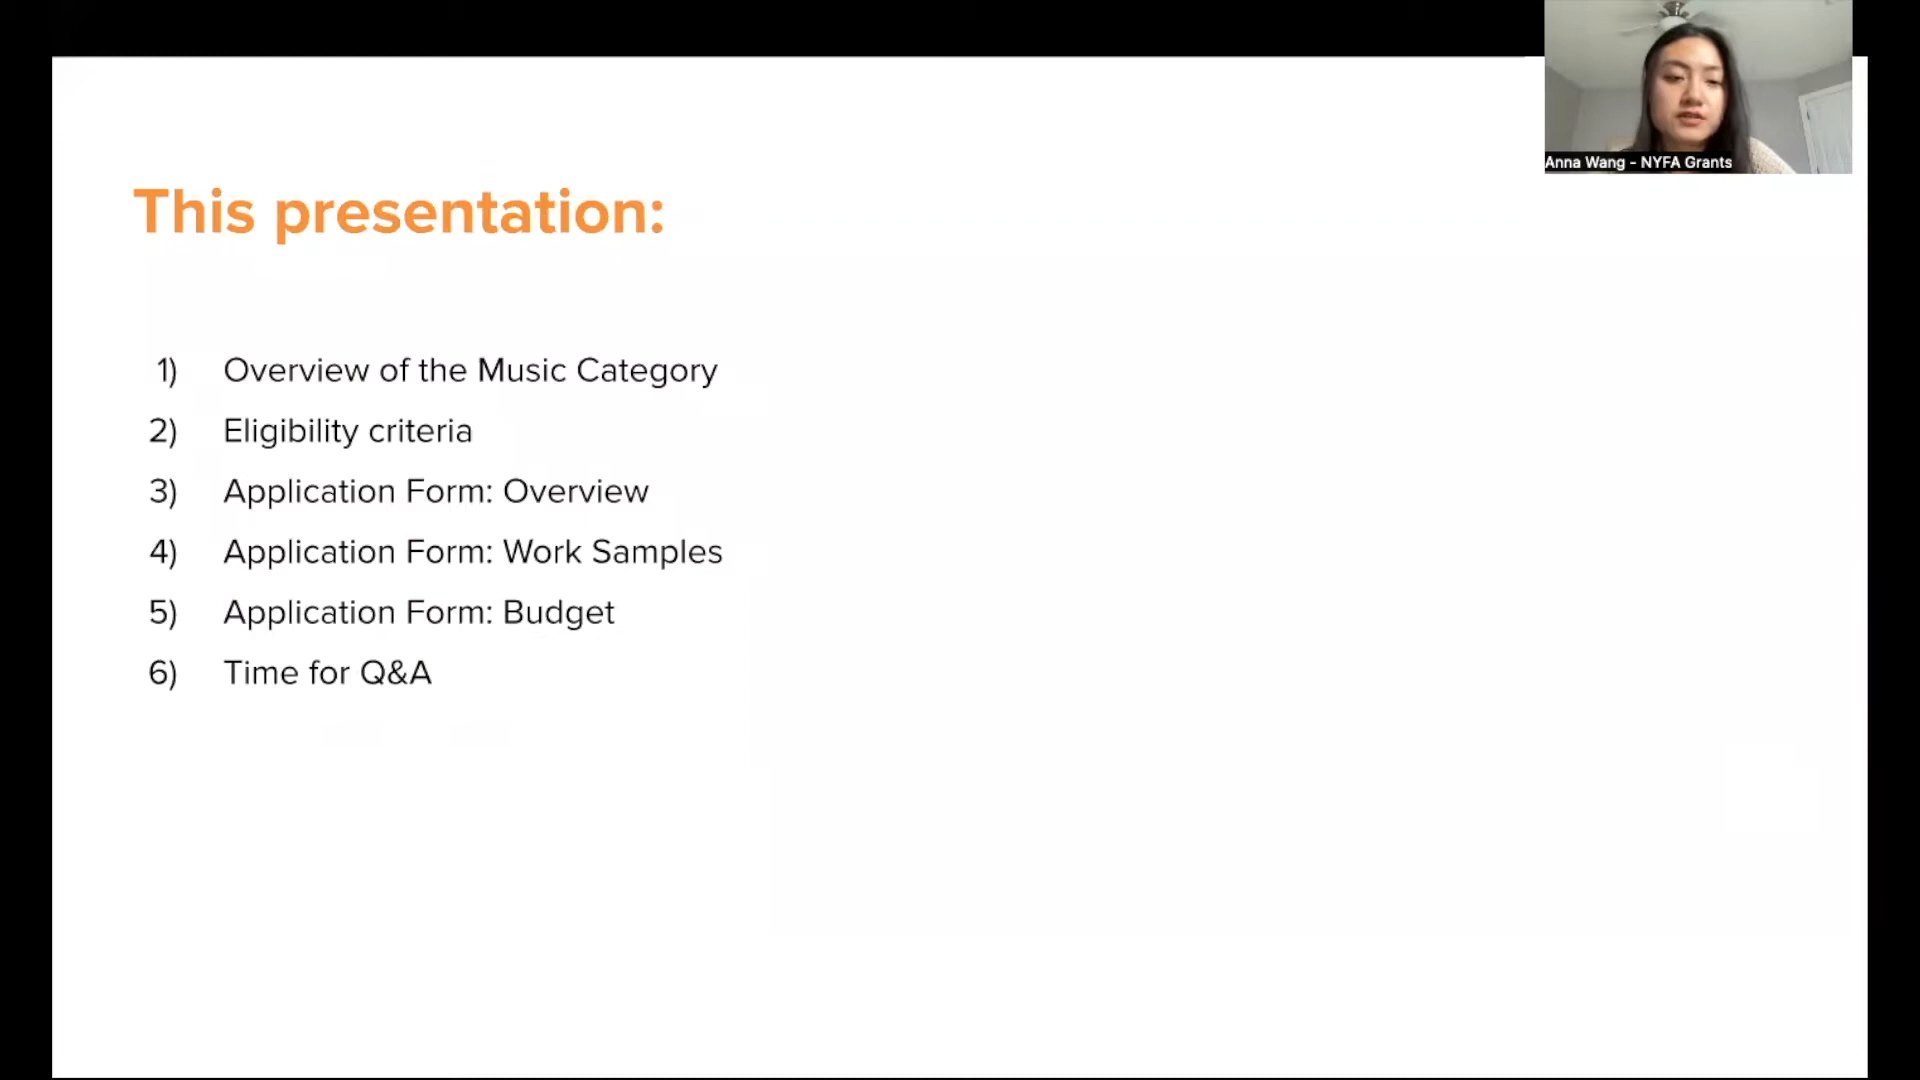 Anna Wang - NYFA Grants
This presentation:
1) Overview of the Music Category
2) Eligibility criteria
3) Application Form: Overview
4) Application Form: Work Samples
5) Application Form: Budget
6) Time for Q&A